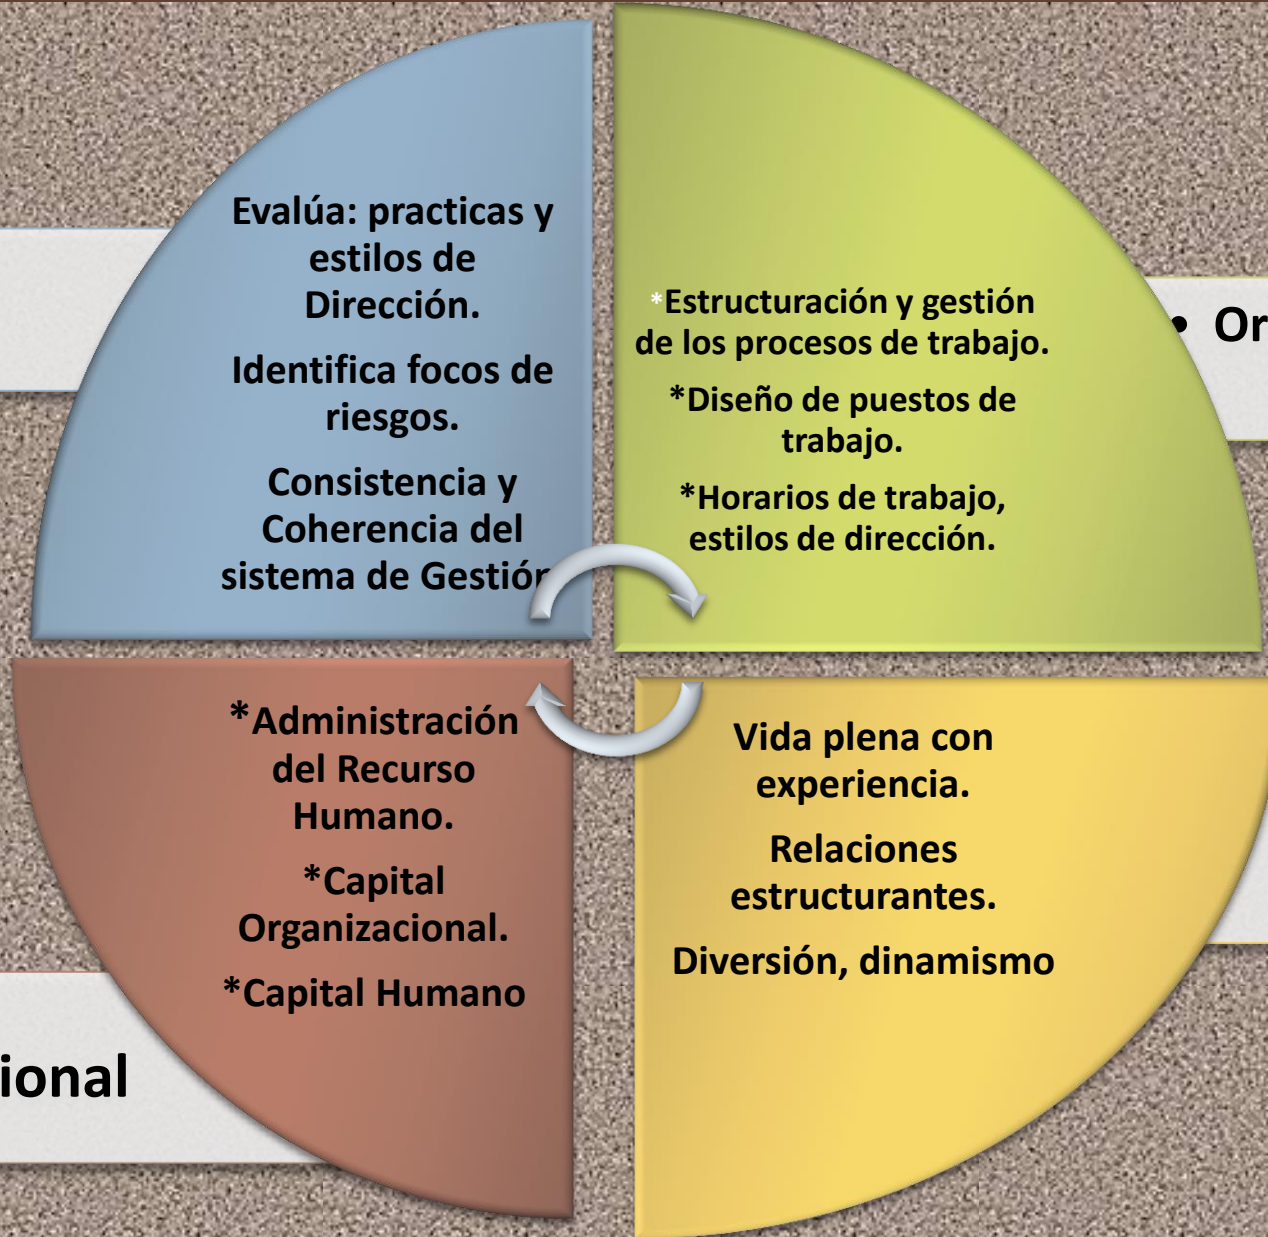 Evalúa: practicas y
estilos de
Dirección.
Identifica focos de
riesgos.
Consistencia y
Coherencia del
sistema de Gestión
*Estructuración y gestión
de los procesos de trabajo.
*Diseño de puestos de
trabajo.
*Horarios de trabajo,
estilos de dirección.
• Or
*Administración
del Recurso
Humano.
*Capital
Organizacional.
*Capital Humano
ional
Vida plena con
experiencia.
Relaciones
estructurantes.
Diversión, dinamismo